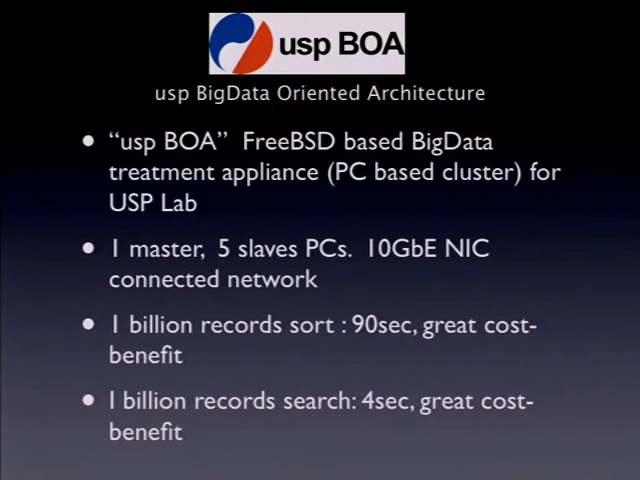 usp BOA
usp BigData Oriented Architecture
• “usp BOA” FreeBSD based BigData
treatment appliance (PC based cluster) for
USP Lab
• 1 master, 5 slaves PCs. 10GbE NIC
connected network
• 1 billion records sort : 90sec, great cost-
benefit
• 1 billion records search: 4sec, great cost-
benefit